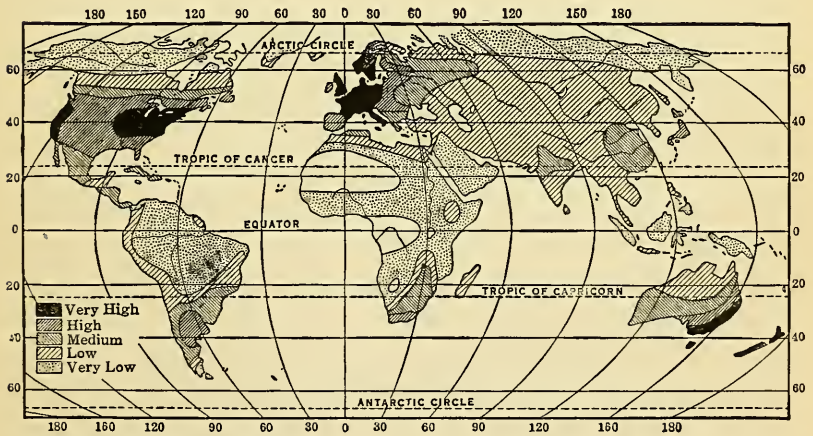 180 150 120 90 60 30 0 30 60 90 120 150 180
ARCTIC CIRCLE
60 60
40 40
TROPIC OF CANCER
20 20
EQUATOR
0 0
TROPIC OF CAPRICORN
20 20
Very High
High
Medium
40 40
Low
Very Low
60 60
ANTARCTIC CIRCLE
180 160 120 90 60 30 0 30 60 90 120 150 180